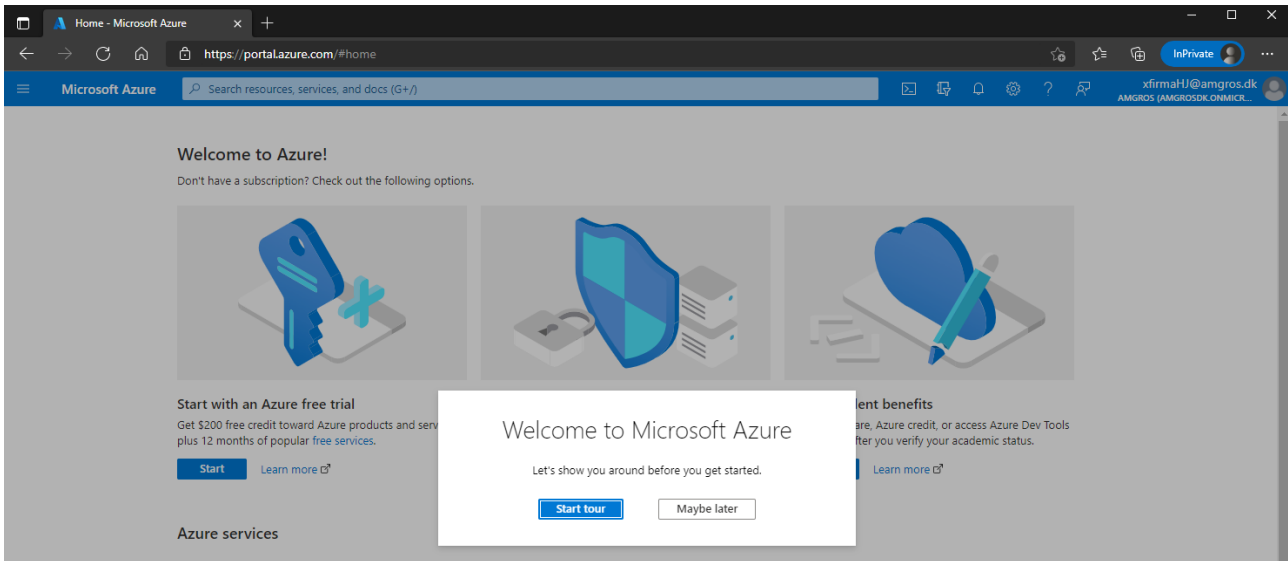 Home - Microsoft Azure
https://portal.azure.com/#home
InPrivate
Microsoft Azure
Search resources, services, and docs (G+/)
xfirmaHJ@amgros.dk
AMGROS (AMGROSDK.ONMICR...
Welcome to Azure!
Don't have a subscription? Check out the following options.
Start with an Azure free trial
Get $200 free credit toward Azure products and serv
plus 12 months of popular free services.
Start
Learn more
Welcome to Microsoft Azure
Let's show you around before you get started.
Start tour
Maybe later
lent benefits
are, Azure credit, or access Azure Dev Tools
fter you verify your academic status.
Learn more
Azure services